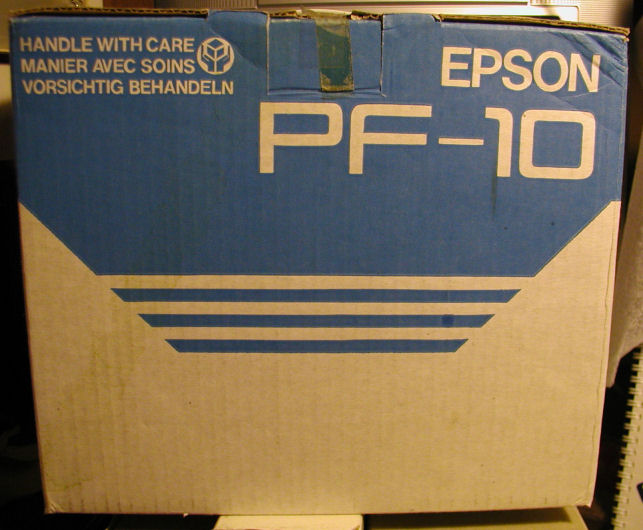 HANDLE WITH CARE
MANIER AVEC SOINS
VORSICHTIG BEHANDELN
EPSON
PF-10